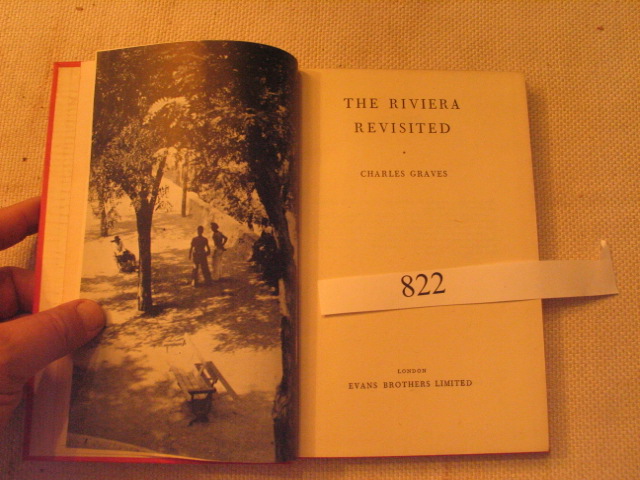 THE RIVIERA
REVISITED
CHARLES GRAVES
822
LONDON
EVANS BROTHERS LIMITED